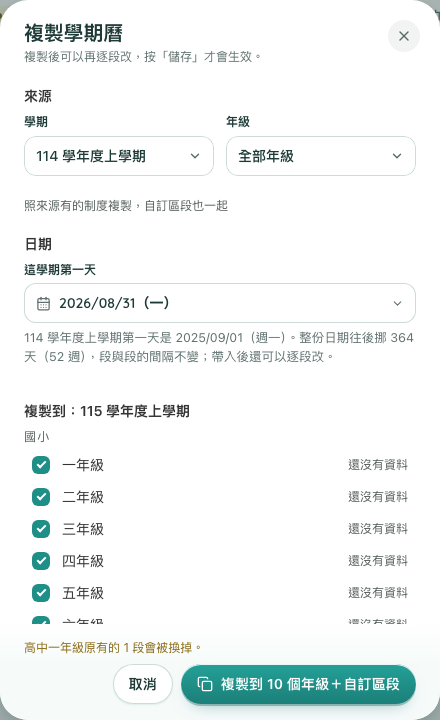 複製學期曆
複製後可以再逐段改，按「儲存」才會生效。
來源
學期
年級
114 學年度上學期
全部年級
照來源有的制度複製，自訂區段也一起
日期
這學期第一天
2026/08/31（一）
114 學年度上學期第一天是 2025/09/01（週一）。整份日期往後挪 364
天（52 週），段與段的間隔不變；帶入後還可以逐段改。
複製到：115 學年度上學期
國小
一年級 還沒有資料
二年級 還沒有資料
三年級 還沒有資料
四年級 還沒有資料
五年級 還沒有資料
六年級 還沒有資料
高中一年級原有的 1 段會被換掉。
取消
複製到 10 個年級＋自訂區段